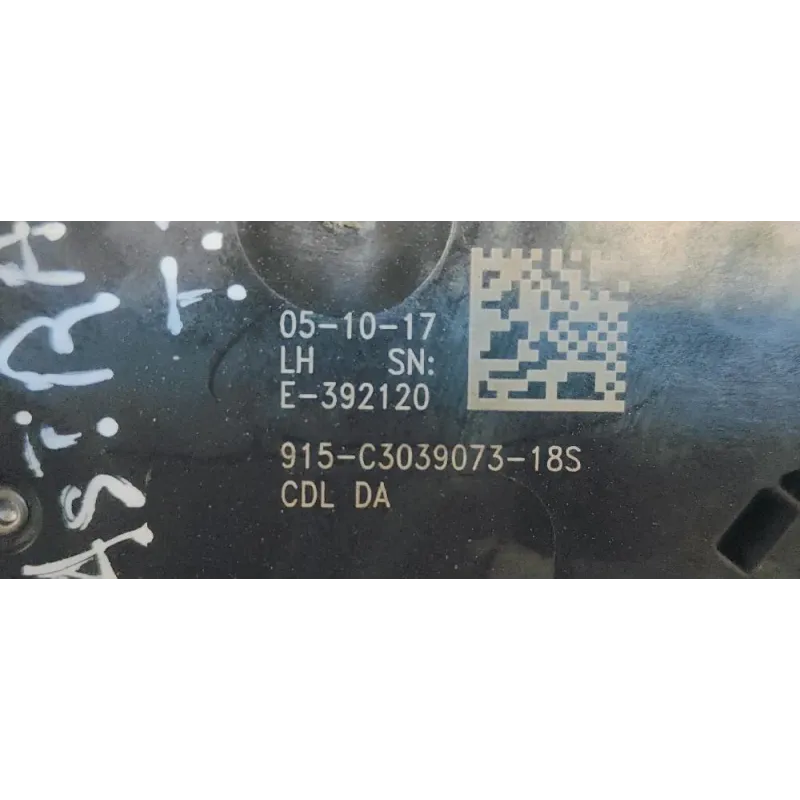 05-10-17
LH SN:
E-392120
915-C3039073-18S
CDL DA